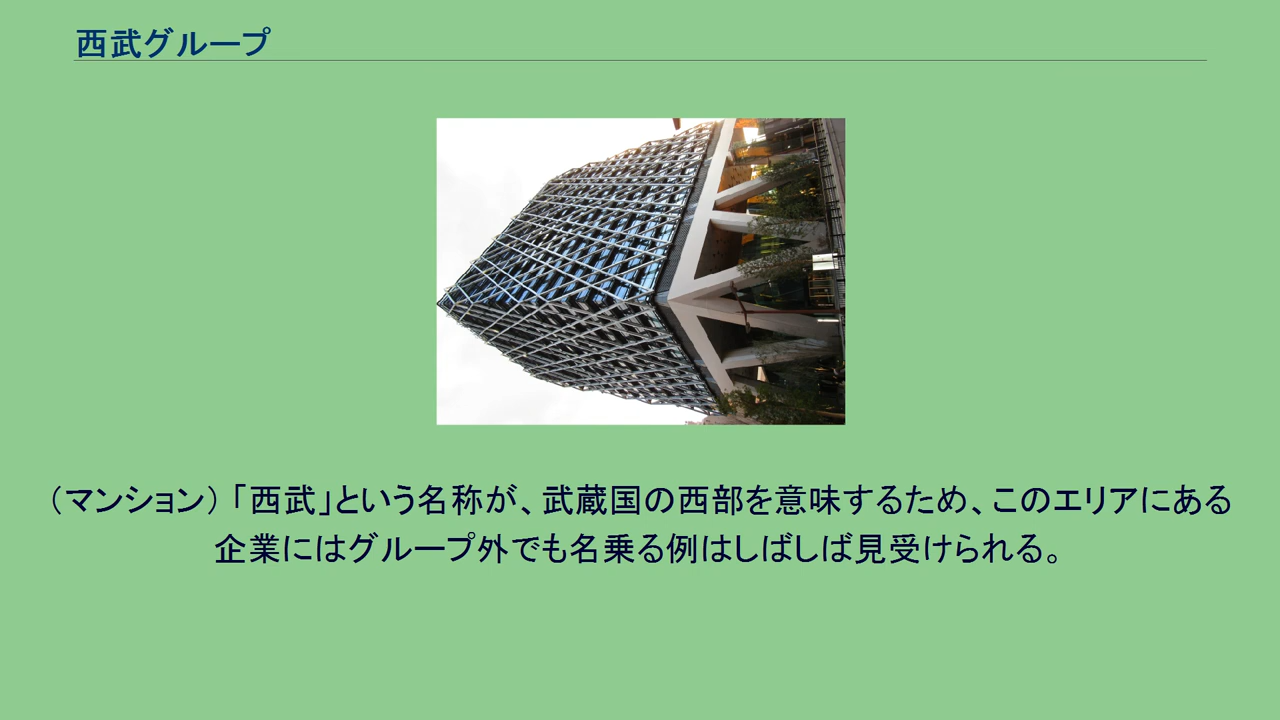 西武グループ
（マンション）「西武」という名称が、武蔵国の西部を意味するため、このエリアにある
企業にはグループ外でも名乗る例はしばしば見受けられる。